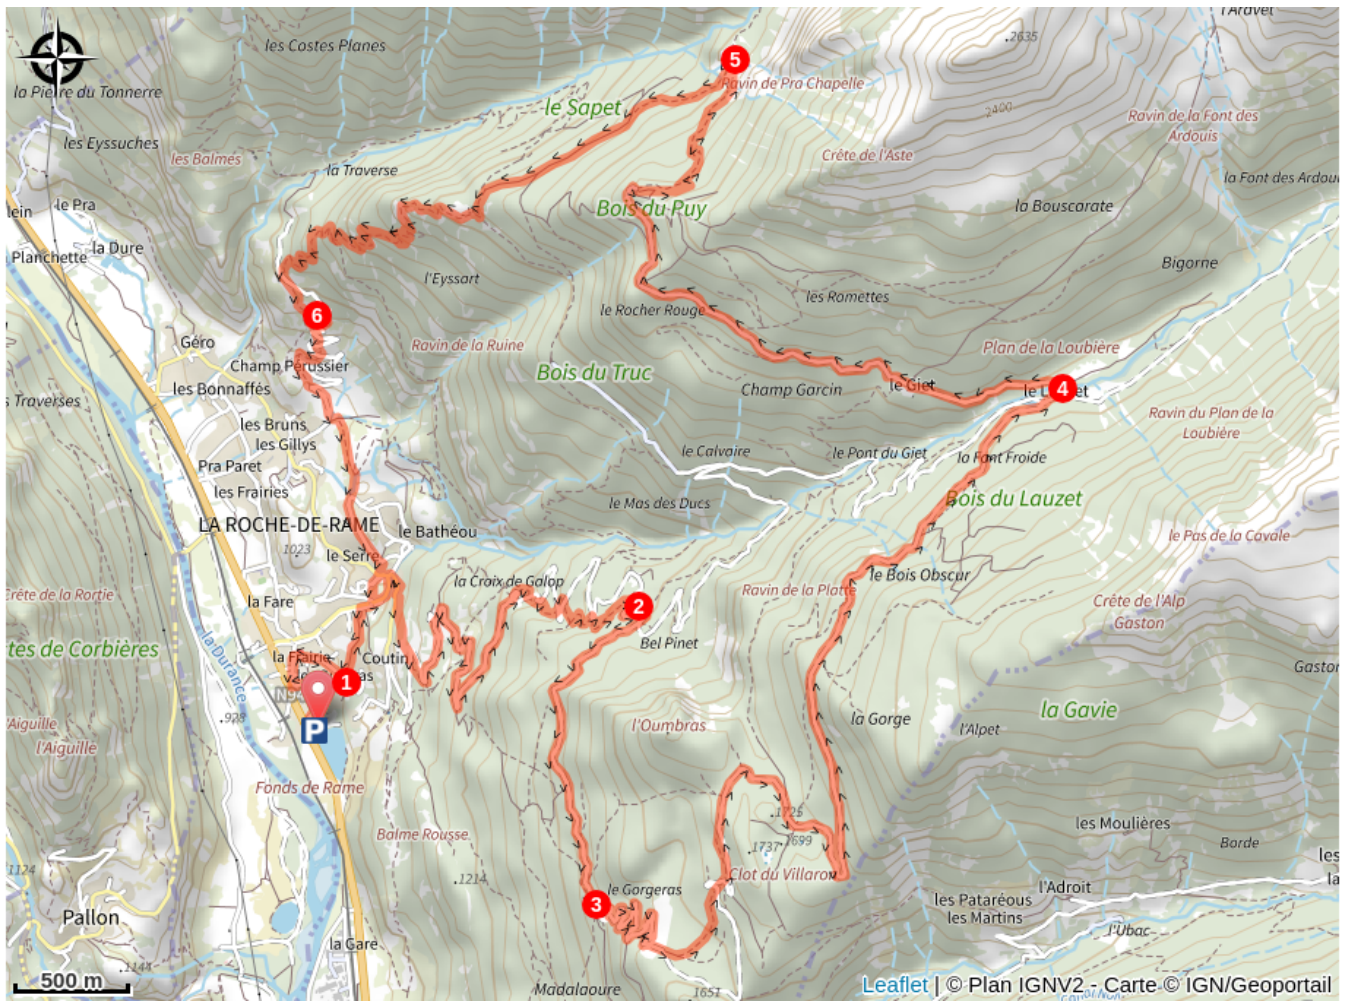 l'Aravet
les Costes Planes
2635
la Pierre du Tonnerre
5
Ravin de Pra Chapelle
le Sapet
2400
Ravin de la Font des
Ardouis
les Eyssuches
les Balmes
Crête de l'Aste
la Traverse
la Font des Ardoui
lein
le Pra
Bois du Puy
la Bouscarate
la Dure
Planchette
l'Eyssart
Bigorne
les Romettes
le Rocher Rouge
6
Géro
Ravin de la Ruine
Plan de la Loubière
Champ Pérussier
Bois du Truc
les Bonnaffés
Champ Garcin
le Giet
4
s Traverses
Ravin du Plan de la
Loubière
les Bruns
les Gillys
le Calvaire
le Pont du Giet
la Font Froide
Pra Paret
les Frairies
le Mas des Ducs
Bois du Lauzet
LA ROCHE-DE-RAME
le Bathéou
le Pas de la Cavale
1023
le Serre
la Croix de Galop
le Bois Obscur
Crête de la Rortie
Ravin de la Platte
la Fare
2
Crête de l'Alp
Gaston
tes de Corbières
Bel Pinet
la Frairie
Coutin
Gasto
la Durance
1
N94
la Gavie
928
P
l'Oumbras
la Gorge
l'Alpet
'Aiguille
l'Aiguille
Fonds de Rame
1725
les Moulières
Balme Rousse
1699
Borde
1737
les
1124
1214
Clot du Villaron
la
l'Adroit
le Gorgeras
3
les Pataréous
les Martins
Pallon
l'Ubac
la Gare
1144
500 m
Madalaoure
1651
Leaflet | © Plan IGNV2 - Carte © IGN/Geoportail